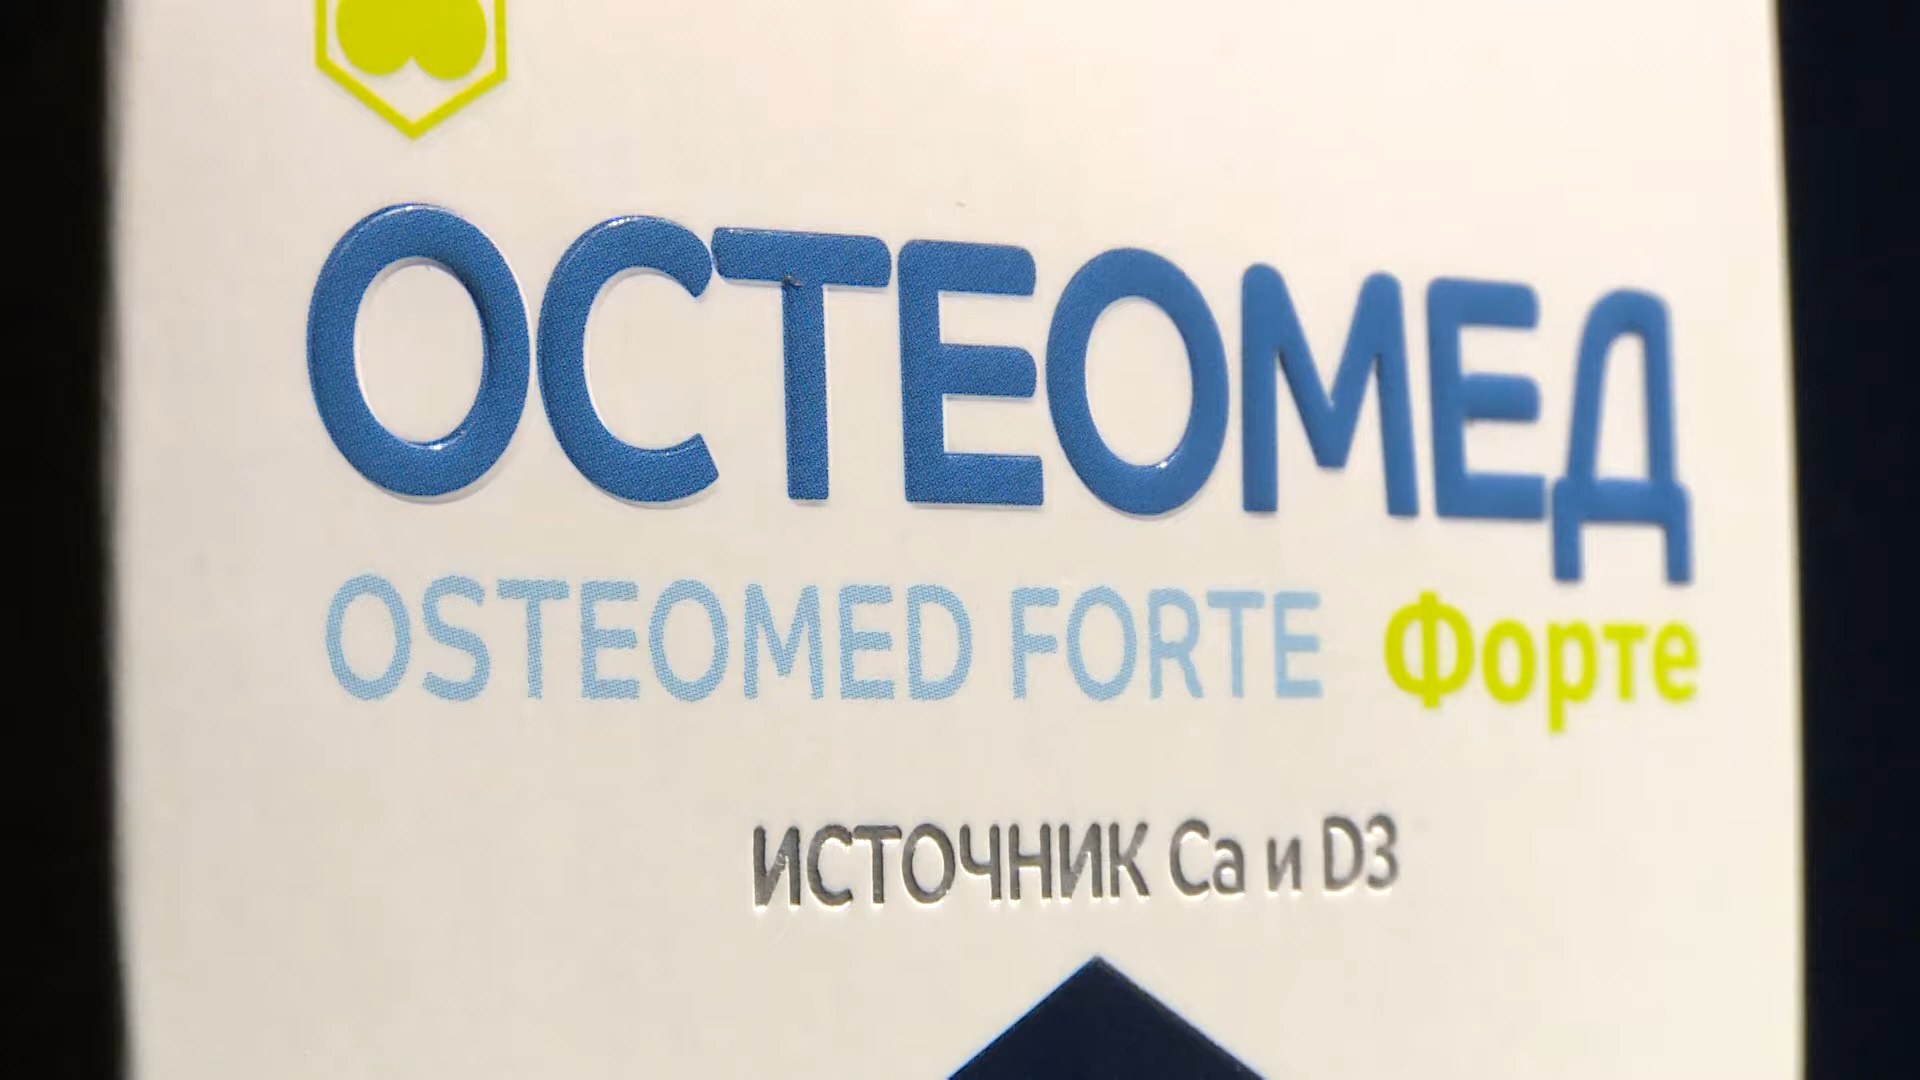 ОСТЕОМЕД
OSTEOMED FORTE Форте
ИСТОЧНИК Ca и D3